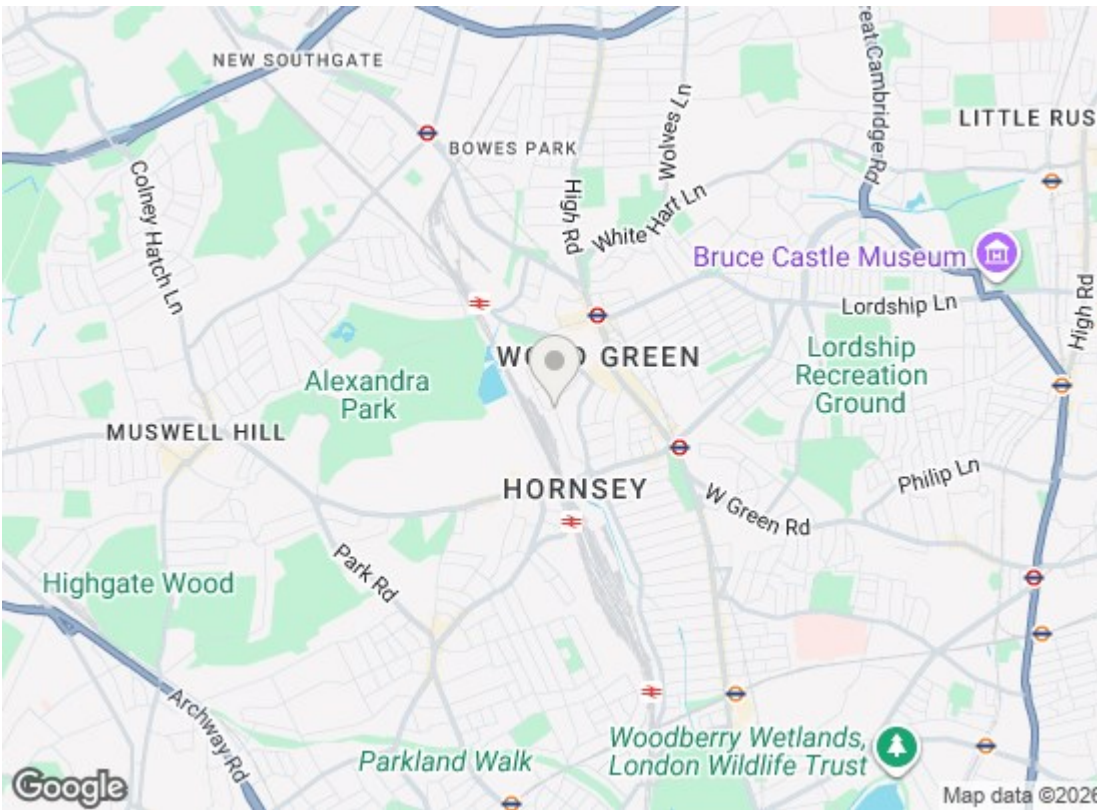 NEW SOUTHGATE
BOWES PARK
Wolves Ln
Great Cambridge Rd
LITTLE RUS
Colney Hatch Ln
High Rd
White Hart Ln
Bruce Castle Museum
Lordship Ln
High Rd
WOOD GREEN
Alexandra
Park
Lordship
Recreation
Ground
MUSWELL HILL
Philip Ln
HORNSEY
W Green Rd
Highgate Wood
Park Rd
Archway Rd
Parkland Walk
Woodberry Wetlands,
London Wildlife Trust
Google
Map data ©2026